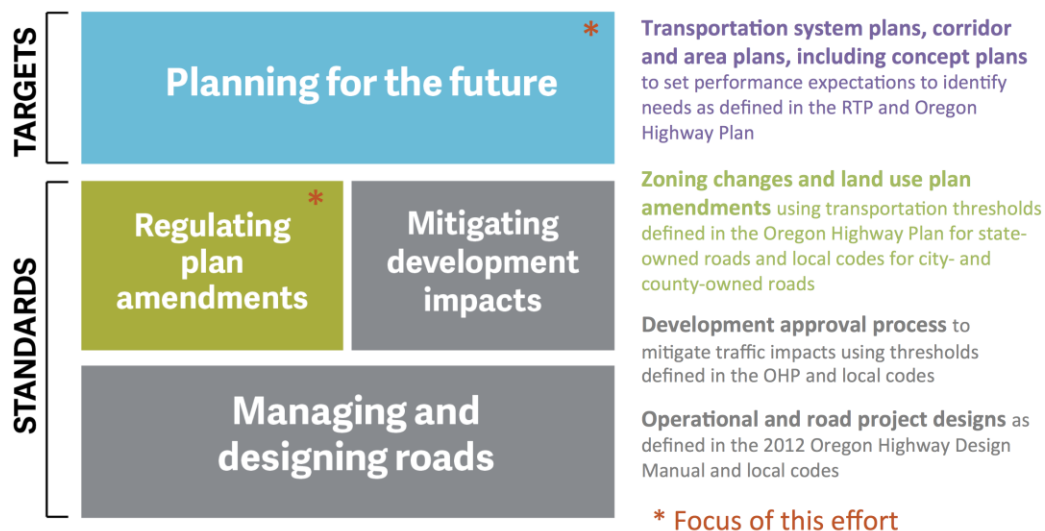 TARGETS
*
Planning for the future
Transportation system plans, corridor
and area plans, including concept plans
to set performance expectations to identify
needs as defined in the RTP and Oregon
Highway Plan
STANDARDS
*
Regulating
plan
amendments
Mitigating
development
impacts
Zoning changes and land use plan
amendments using transportation thresholds
defined in the Oregon Highway Plan for state-
owned roads and local codes for city- and
county-owned roads
Development approval process to
mitigate traffic impacts using thresholds
defined in the OHP and local codes
Managing and
designing roads
Operational and road project designs as
defined in the 2012 Oregon Highway Design
Manual and local codes
* Focus of this effort